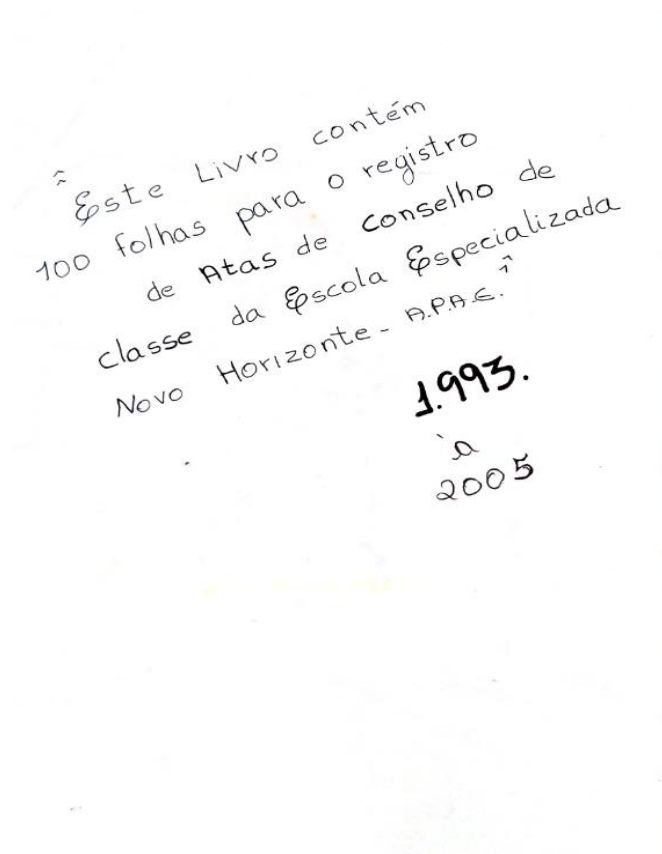 "Este Livro contém
100 folhas para o registro
de Atas de Conselho de
classe da Escola Especializada
Novo Horizonte - A.P.A.E."
1.993.
à
2005